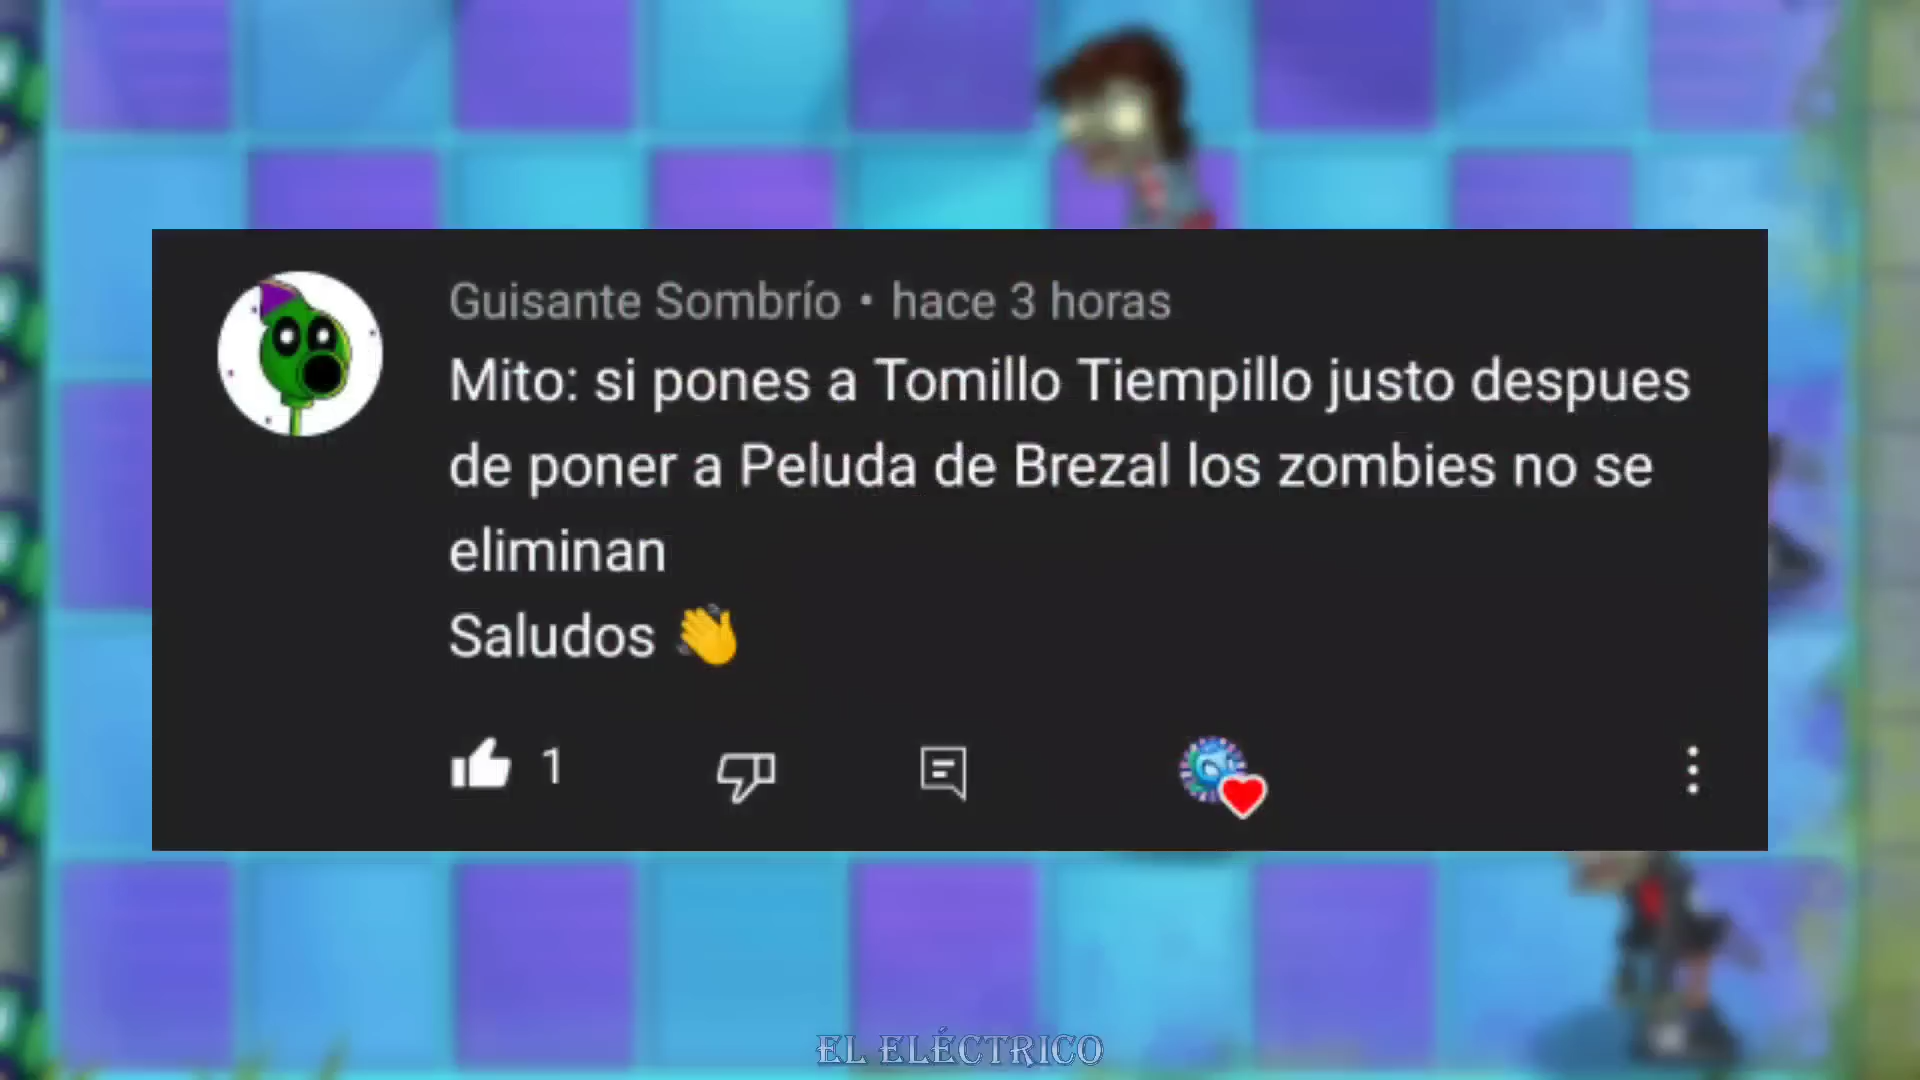 Guisante Sombrío • hace 3 horas
Mito: si pones a Tomillo Tiempillo justo despues
de poner a Peluda de Brezal los zombies no se
eliminan
Saludos 👋
1
EL ELÉCTRICO